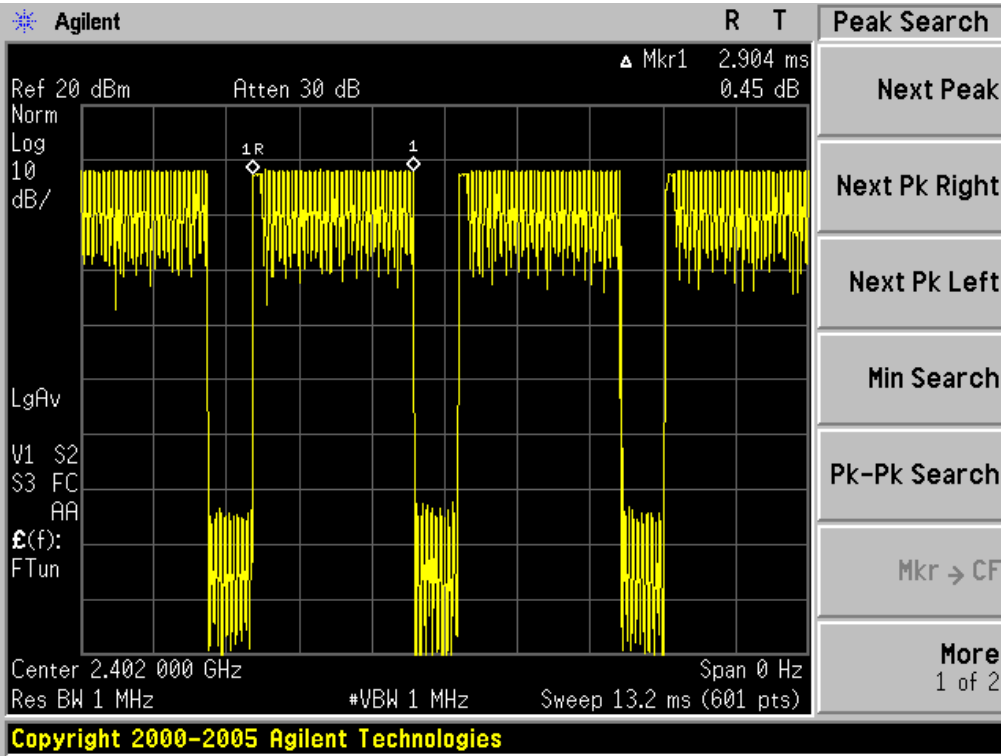 Agilent R T Peak Search
▵ Mkr1 2.904 ms
Ref 20 dBm Atten 30 dB 0.45 dB
Norm
Log
10
dB/
1R 1
LgAv
V1 S2
S3 FC
AA
£(f):
FTun
Center 2.402 000 GHz Span 0 Hz
Res BW 1 MHz #VBW 1 MHz Sweep 13.2 ms (601 pts)
Copyright 2000-2005 Agilent Technologies
Next Peak
Next Pk Right
Next Pk Left
Min Search
Pk-Pk Search
Mkr → CF
More
1 of 2